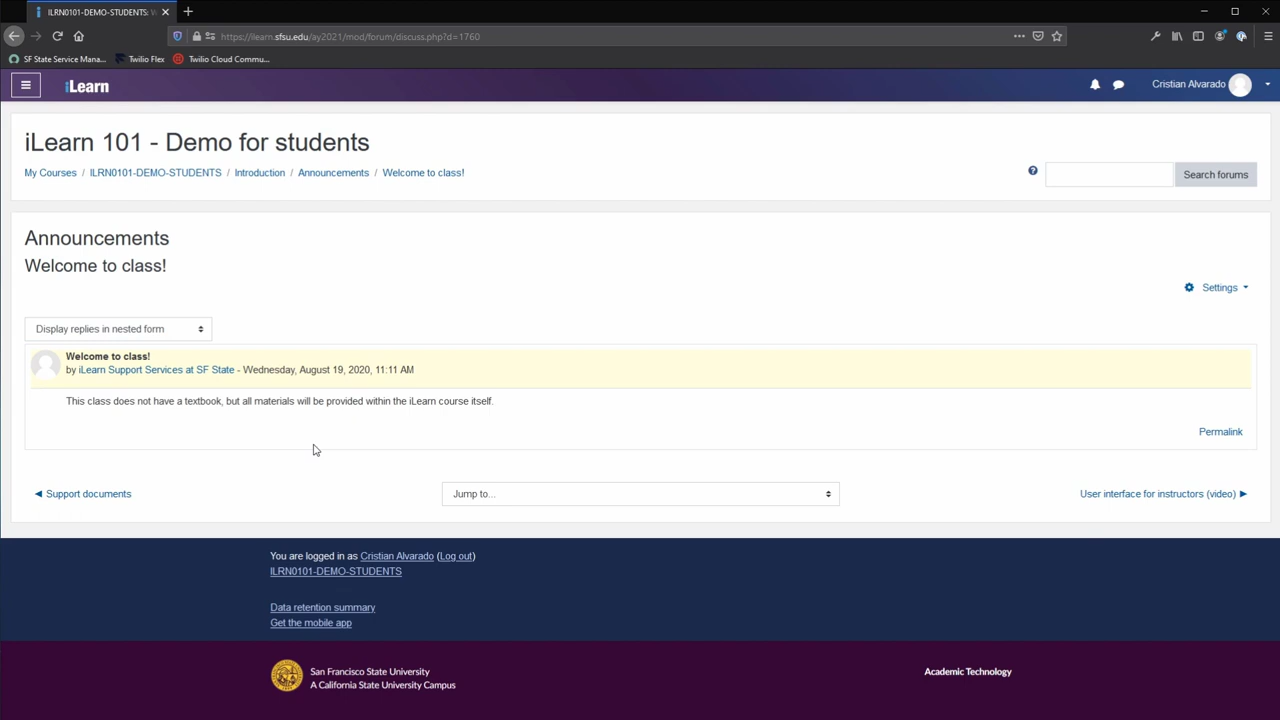 ILRN0101-DEMO-STUDENTS: W
https://ilearn.sfsu.edu/ay2021/mod/forum/discuss.php?d=1760
SF State Service Mana... Twilio Flex Twilio Cloud Commu...
iLearn Cristian Alvarado
iLearn 101 - Demo for students
My Courses / ILRN0101-DEMO-STUDENTS / Introduction / Announcements / Welcome to class!
Search forums
Announcements
Welcome to class!
Settings
Display replies in nested form
Welcome to class!
by iLearn Support Services at SF State - Wednesday, August 19, 2020, 11:11 AM
This class does not have a textbook, but all materials will be provided within the iLearn course itself.
Permalink
◀ Support documents Jump to... User interface for instructors (video) ▶
You are logged in as Cristian Alvarado (Log out)
ILRN0101-DEMO-STUDENTS
Data retention summary
Get the mobile app
San Francisco State University Academic Technology
A California State University Campus